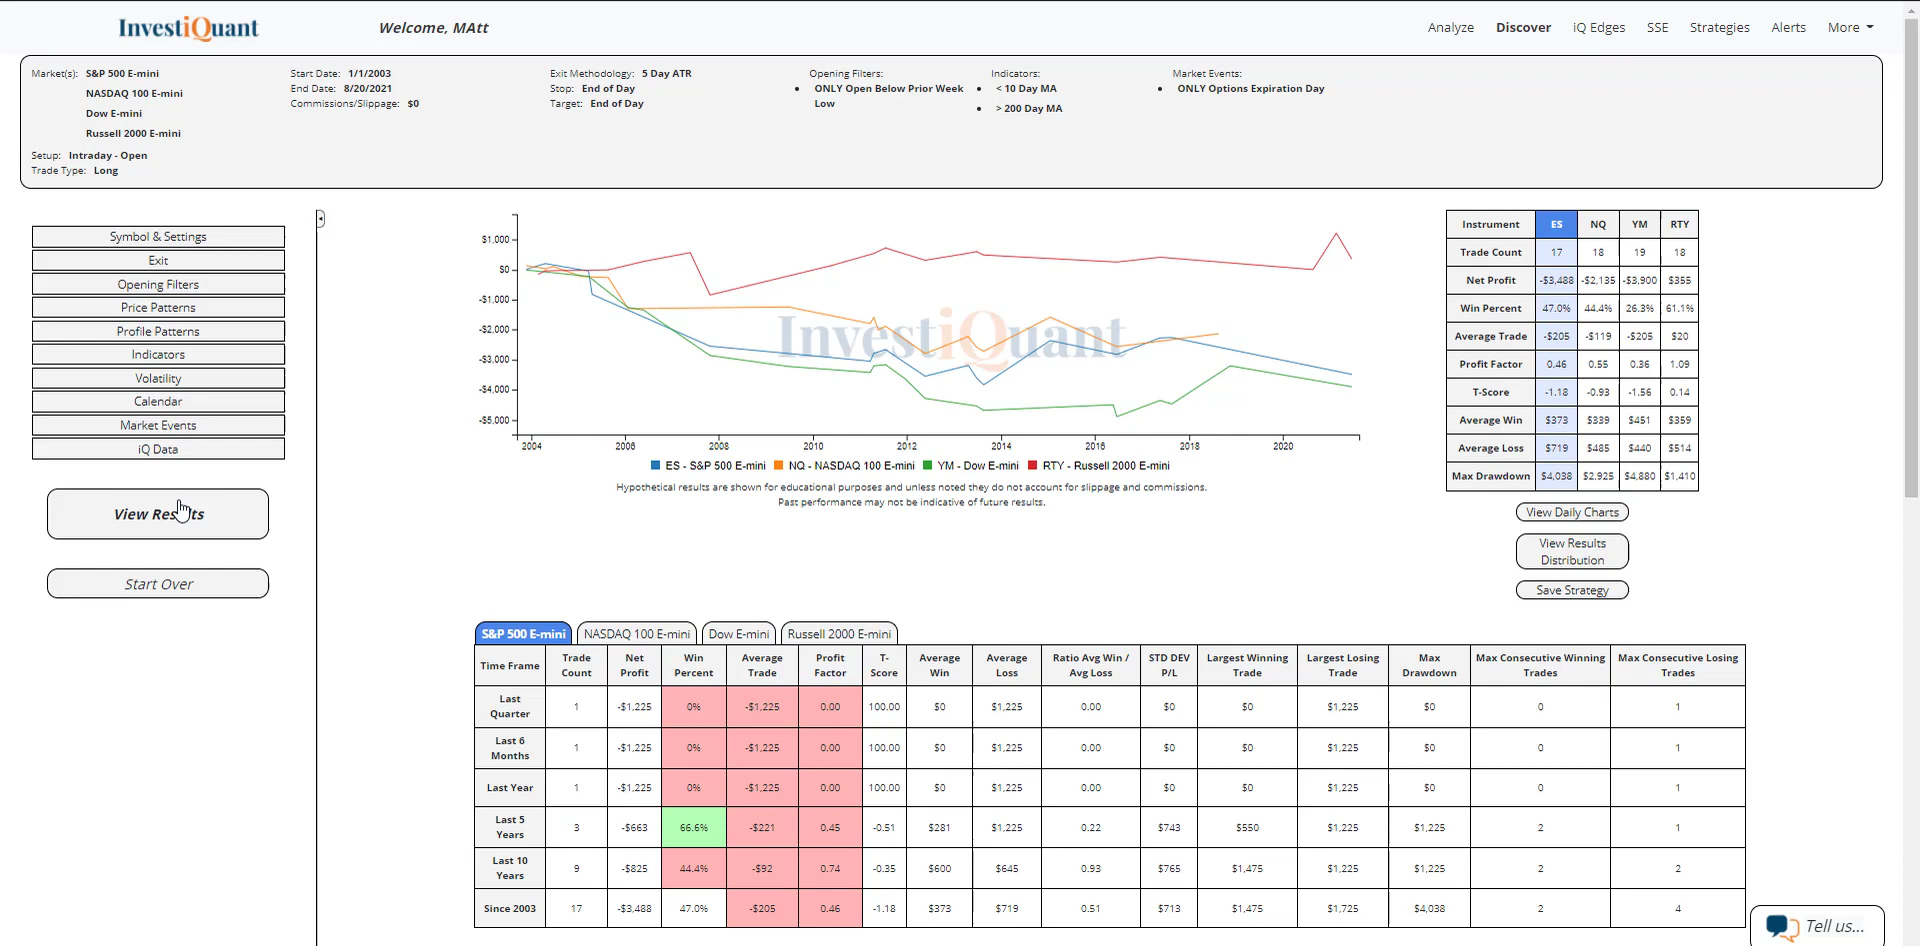 InvestiQuant
Welcome, MAtt
Analyze Discover iQ Edges SSE Strategies Alerts More
Market(s): S&P 500 E-mini
NASDAQ 100 E-mini
Dow E-mini
Russell 2000 E-mini
Setup: Intraday - Open
Trade Type: Long
Start Date: 1/1/2003
End Date: 8/20/2021
Commissions/Slippage: $0
Exit Methodology: 5 Day ATR
Stop: End of Day
Target: End of Day
Opening Filters:
• ONLY Open Below Prior Week
Low
Indicators:
• < 10 Day MA
• > 200 Day MA
Market Events:
• ONLY Options Expiration Day
Symbol & Settings
Exit
Opening Filters
Price Patterns
Profile Patterns
Indicators
Volatility
Calendar
Market Events
iQ Data
View Results
Start Over
$1,000
$0
-$1,000
-$2,000
-$3,000
-$4,000
-$5,000
InvestiQuant
2004 2006 2008 2010 2012 2014 2016 2018 2020
ES - S&P 500 E-mini NQ - NASDAQ 100 E-mini YM - Dow E-mini RTY - Russell 2000 E-mini
Hypothetical results are shown for educational purposes and unless noted they do not account for slippage and commissions.
Past performance may not be indicative of future results.
Instrument ES NQ YM RTY
Trade Count 17 18 19 18
Net Profit -$3,488 -$2,135 -$3,900 $355
Win Percent 47.0% 44.4% 26.3% 61.1%
Average Trade -$205 -$119 -$205 $20
Profit Factor 0.46 0.55 0.36 1.09
T-Score -1.18 -0.93 -1.56 0.14
Average Win $373 $339 $451 $359
Average Loss $719 $485 $440 $514
Max Drawdown $4,038 $2,925 $4,880 $1,410
View Daily Charts
View Results
Distribution
Save Strategy
S&P 500 E-mini NASDAQ 100 E-mini Dow E-mini Russell 2000 E-mini
Time Frame Trade Count Net Profit Win Percent Average Trade Profit Factor T-Score Average Win Average Loss Ratio Avg Win / Avg Loss STD DEV P/L Largest Winning Trade Largest Losing Trade Max Drawdown Max Consecutive Winning Trades Max Consecutive Losing Trades
Last Quarter 1 -$1,225 0% -$1,225 0.00 100.00 $0 $1,225 0.00 $0 $0 $1,225 $0 0 1
Last 6 Months 1 -$1,225 0% -$1,225 0.00 100.00 $0 $1,225 0.00 $0 $0 $1,225 $0 0 1
Last Year 1 -$1,225 0% -$1,225 0.00 100.00 $0 $1,225 0.00 $0 $0 $1,225 $0 0 1
Last 5 Years 3 -$663 66.6% -$221 0.45 -0.51 $281 $1,225 0.22 $743 $550 $1,225 $1,225 2 1
Last 10 Years 9 -$825 44.4% -$92 0.74 -0.35 $600 $645 0.93 $765 $1,475 $1,225 $1,225 2 2
Since 2003 17 -$3,488 47.0% -$205 0.46 -1.18 $373 $719 0.51 $713 $1,475 $1,725 $4,038 2 4
Tell us...